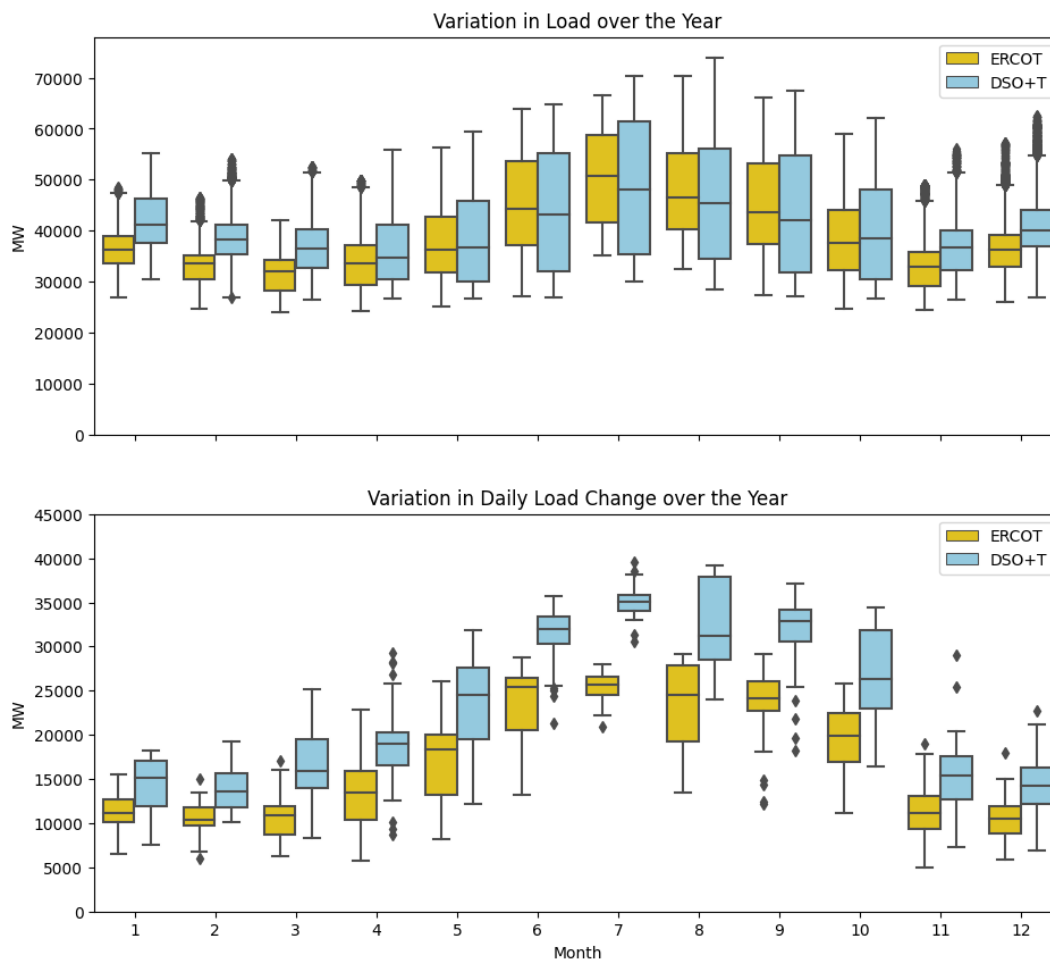 Variation in Load over the Year
ERCOT
DSO+T
70000
60000
50000
40000
30000
20000
10000
0
MW
Variation in Daily Load Change over the Year
ERCOT
DSO+T
45000
40000
35000
30000
25000
20000
15000
10000
5000
0
MW
1 2 3 4 5 6 7 8 9 10 11 12
Month